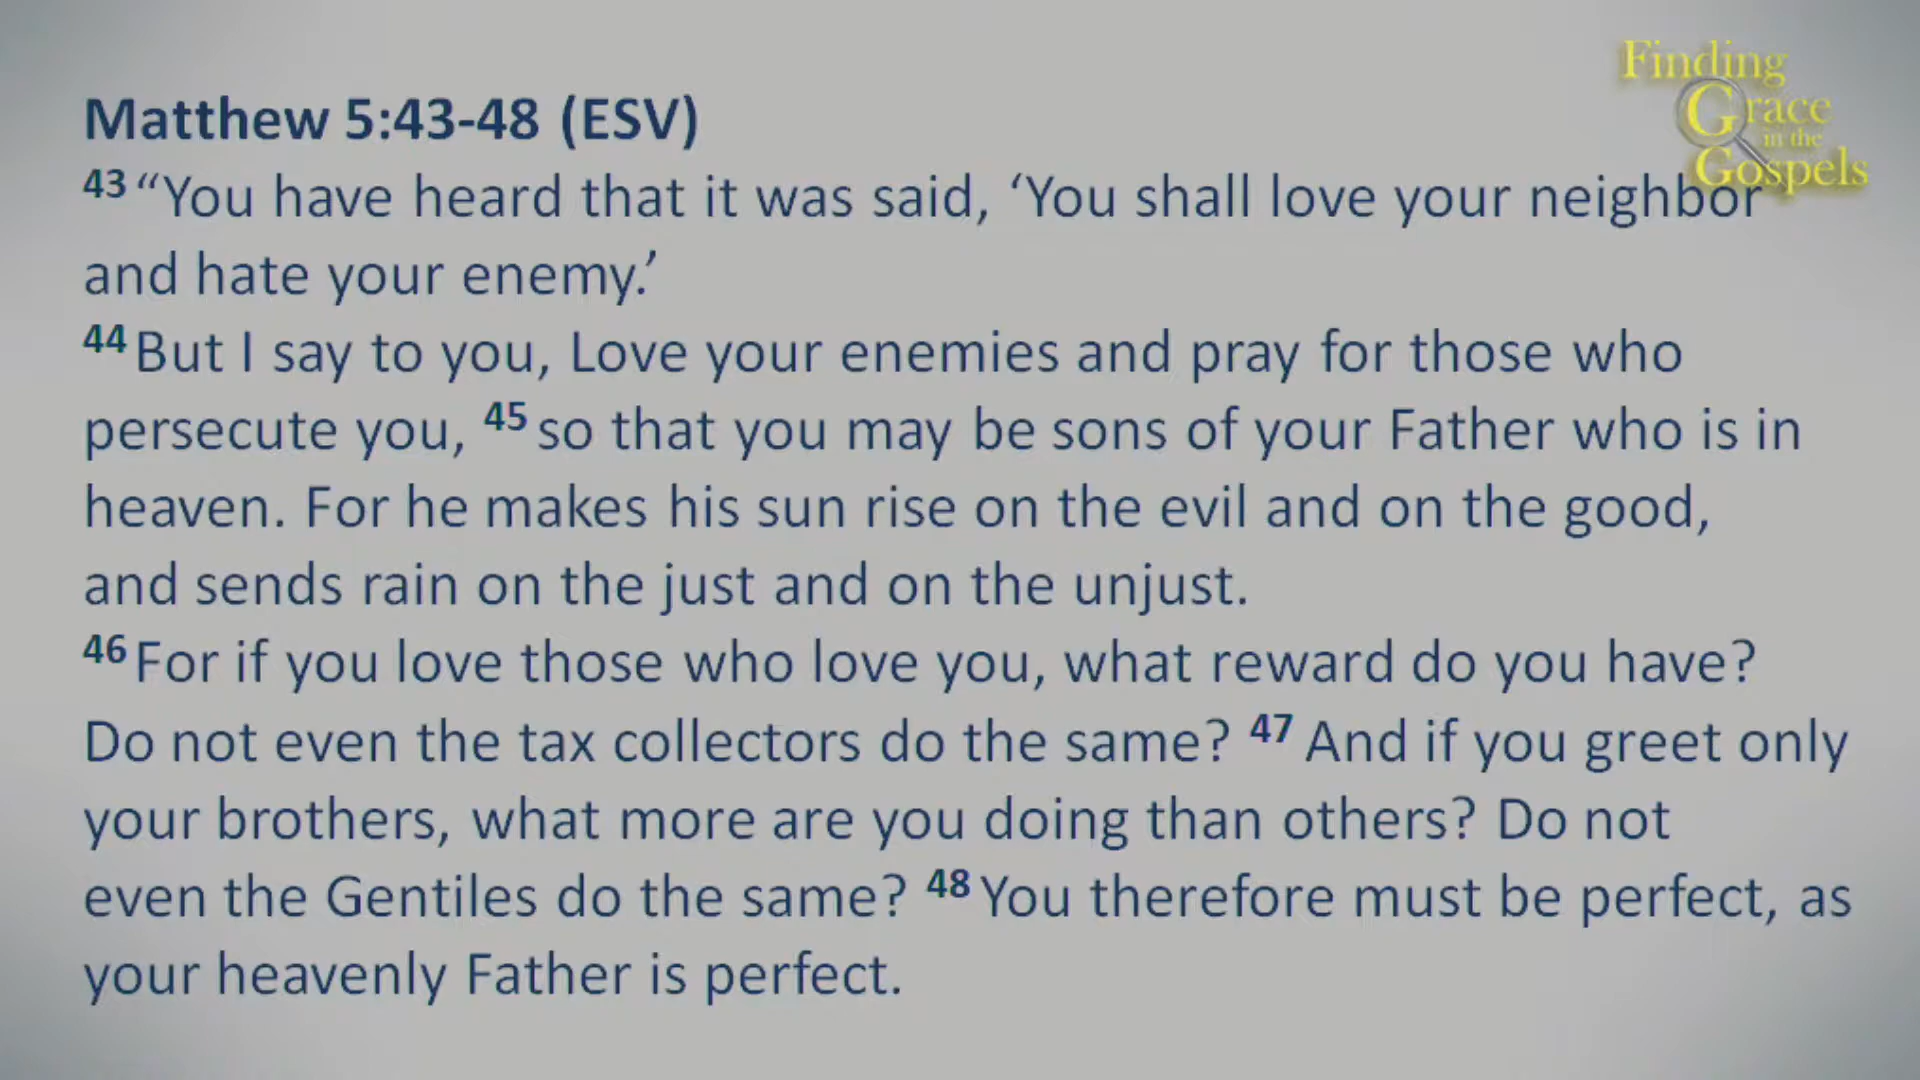 Finding
Grace
in the
Gospels
Matthew 5:43-48 (ESV)
43 “You have heard that it was said, ‘You shall love your neighbor
and hate your enemy.’
44 But I say to you, Love your enemies and pray for those who
persecute you, 45 so that you may be sons of your Father who is in
heaven. For he makes his sun rise on the evil and on the good,
and sends rain on the just and on the unjust.
46 For if you love those who love you, what reward do you have?
Do not even the tax collectors do the same? 47 And if you greet only
your brothers, what more are you doing than others? Do not
even the Gentiles do the same? 48 You therefore must be perfect, as
your heavenly Father is perfect.